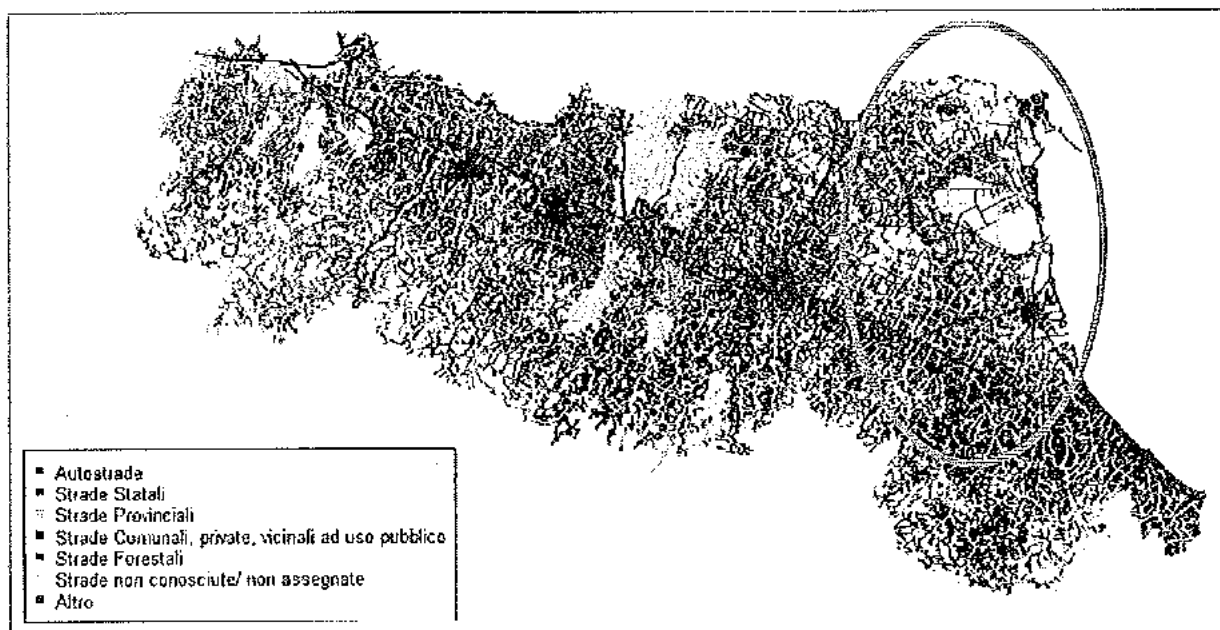 Autostrade
Strade Statali
Strade Provinciali
Strade Comunali, private, vicinali ad uso pubblico
Strade Forestali
Strade non conosciute/ non assegnate
Altro